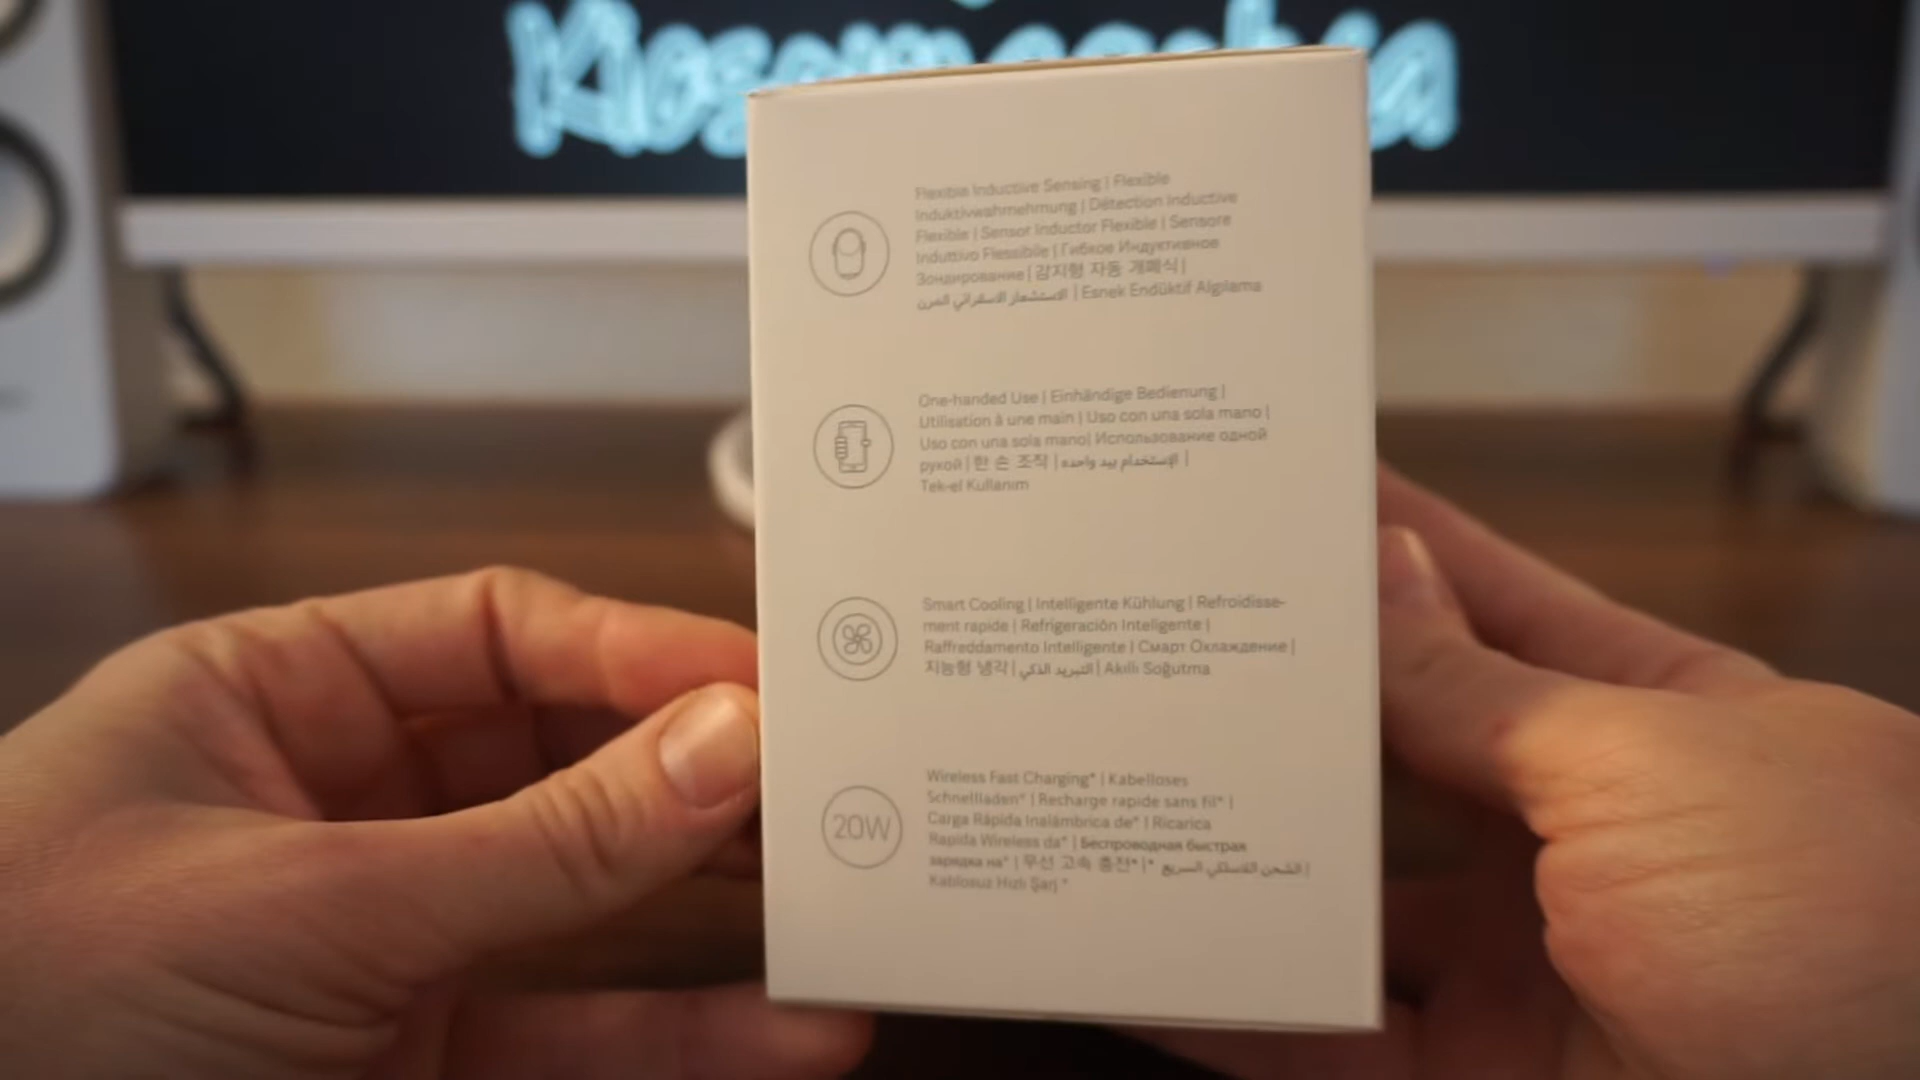 Flexible Inductive Sensing | Flexible
Induktivwahrnehmung | Détection Inductive
Flexible | Sensor Inductor Flexible | Sensore
Induttivo Flessibile | Гибкое Индуктивное
Зондирование | 감지형 자동 개폐식 |
الاستشعار الاستقرائي المرن | Esnek Endüktif Algılama
One-handed Use | Einhändige Bedienung |
Utilisation à une main | Uso con una sola mano |
Uso con una sola mano| Использование одной
рукой | 한 손 조작 | الإستخدام بيد واحده |
Tek-el Kullanım
Smart Cooling | Intelligente Kühlung | Refroidisse-
ment rapide | Refrigeración Inteligente |
Raffreddamento Intelligente | Смарт Охлаждение |
지능형 냉각 | التبريد الذكي | Akıllı Soğutma
20W
Wireless Fast Charging* | Kabelloses
Schnellladen* | Recharge rapide sans fil* |
Carga Rápida Inalámbrica de* | Ricarica
Rapida Wireless da* | Беспроводная быстрая
зарядка на* | 무선 고속 충전* |* الشحن اللاسلكي السريع |
Kablosuz Hızlı Şarj *